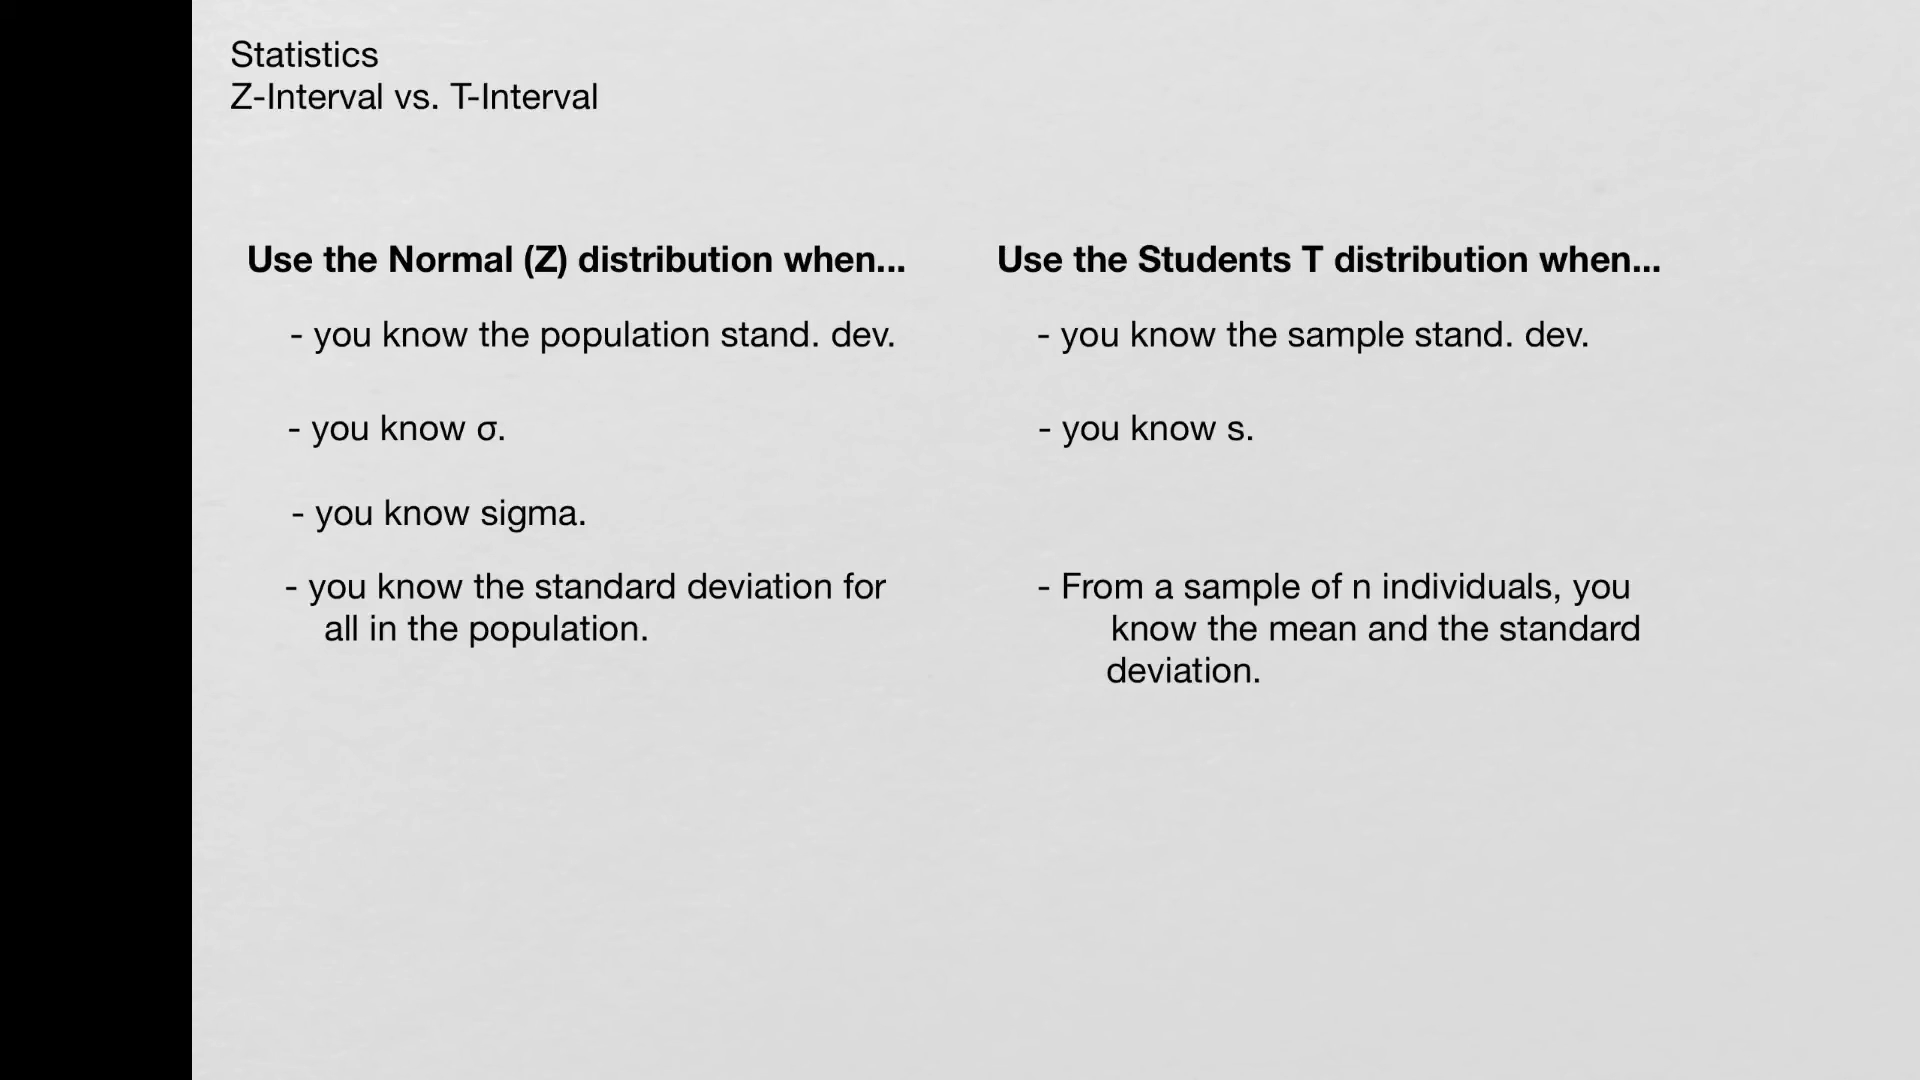 Statistics
Z-Interval vs. T-Interval
Use the Normal (Z) distribution when...
- you know the population stand. dev.
- you know σ.
- you know sigma.
- you know the standard deviation for
all in the population.
Use the Students T distribution when...
- you know the sample stand. dev.
- you know s.
- From a sample of n individuals, you
know the mean and the standard
deviation.